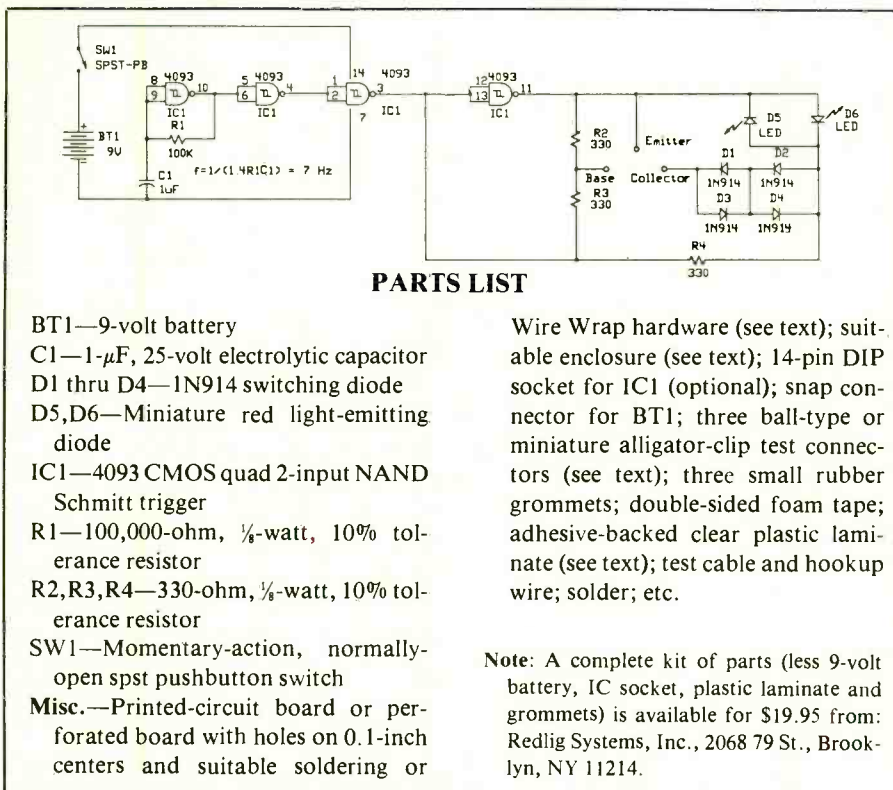 SW1
SPST-PB
BT1
9V
8
9
4093
10
IC1
R1
100K
C1
1uF
f=1/(1.4R1C1) = 7 Hz
5
6
4093
4
IC1
1
2
14
4093
3
IC1
7
12
13
4093
11
IC1
R2
330
R3
330
Emitter
Base
Collector
D1
1N914
D2
1N914
D3
1N914
D4
1N914
D5
LED
D6
LED
R4
330
PARTS LIST
BT1—9-volt battery
C1—1-μF, 25-volt electrolytic capacitor
D1 thru D4—1N914 switching diode
D5,D6—Miniature red light-emitting
diode
IC1—4093 CMOS quad 2-input NAND
Schmitt trigger
R1—100,000-ohm, ⅛-watt, 10% tol-
erance resistor
R2,R3,R4—330-ohm, ⅛-watt, 10% tol-
erance resistor
SW1—Momentary-action, normally-
open spst pushbutton switch
Misc.—Printed-circuit board or per-
forated board with holes on 0.1-inch
centers and suitable soldering or
Wire Wrap hardware (see text); suit-
able enclosure (see text); 14-pin DIP
socket for IC1 (optional); snap con-
nector for BT1; three ball-type or
miniature alligator-clip test connec-
tors (see text); three small rubber
grommets; double-sided foam tape;
adhesive-backed clear plastic lami-
nate (see text); test cable and hookup
wire; solder; etc.
Note: A complete kit of parts (less 9-volt
battery, IC socket, plastic laminate and
grommets) is available for $19.95 from:
Redlig Systems, Inc., 2068 79 St., Brook-
lyn, NY 11214.